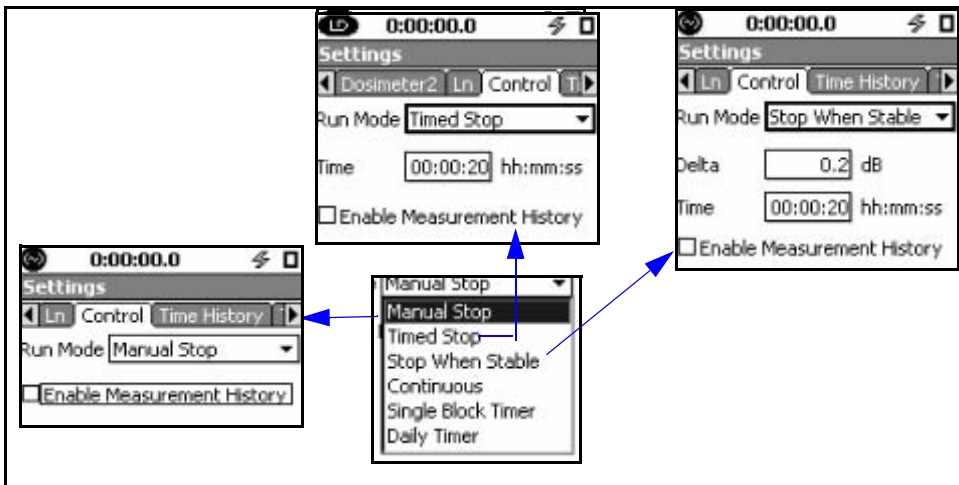 LD 0:00:00.0
Settings
Dosimeter2 Ln Control Ti
Run Mode Timed Stop
Time 00:00:20 hh:mm:ss
Enable Measurement History
0:00:00.0
Settings
Ln Control Time History
Run Mode Stop When Stable
Delta 0.2 dB
Time 00:00:20 hh:mm:ss
Enable Measurement History
0:00:00.0
Settings
Ln Control Time History
Run Mode Manual Stop
Enable Measurement History
Manual Stop
Manual Stop
Timed Stop
Stop When Stable
Continuous
Single Block Timer
Daily Timer